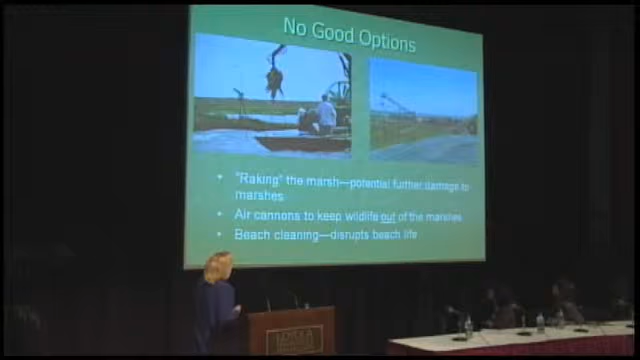 No Good Options
• "Raking" the marsh—potential further damage to
marshes
• Air cannons to keep wildlife out of the marshes
• Beach cleaning—disrupts beach life
LOYOLA